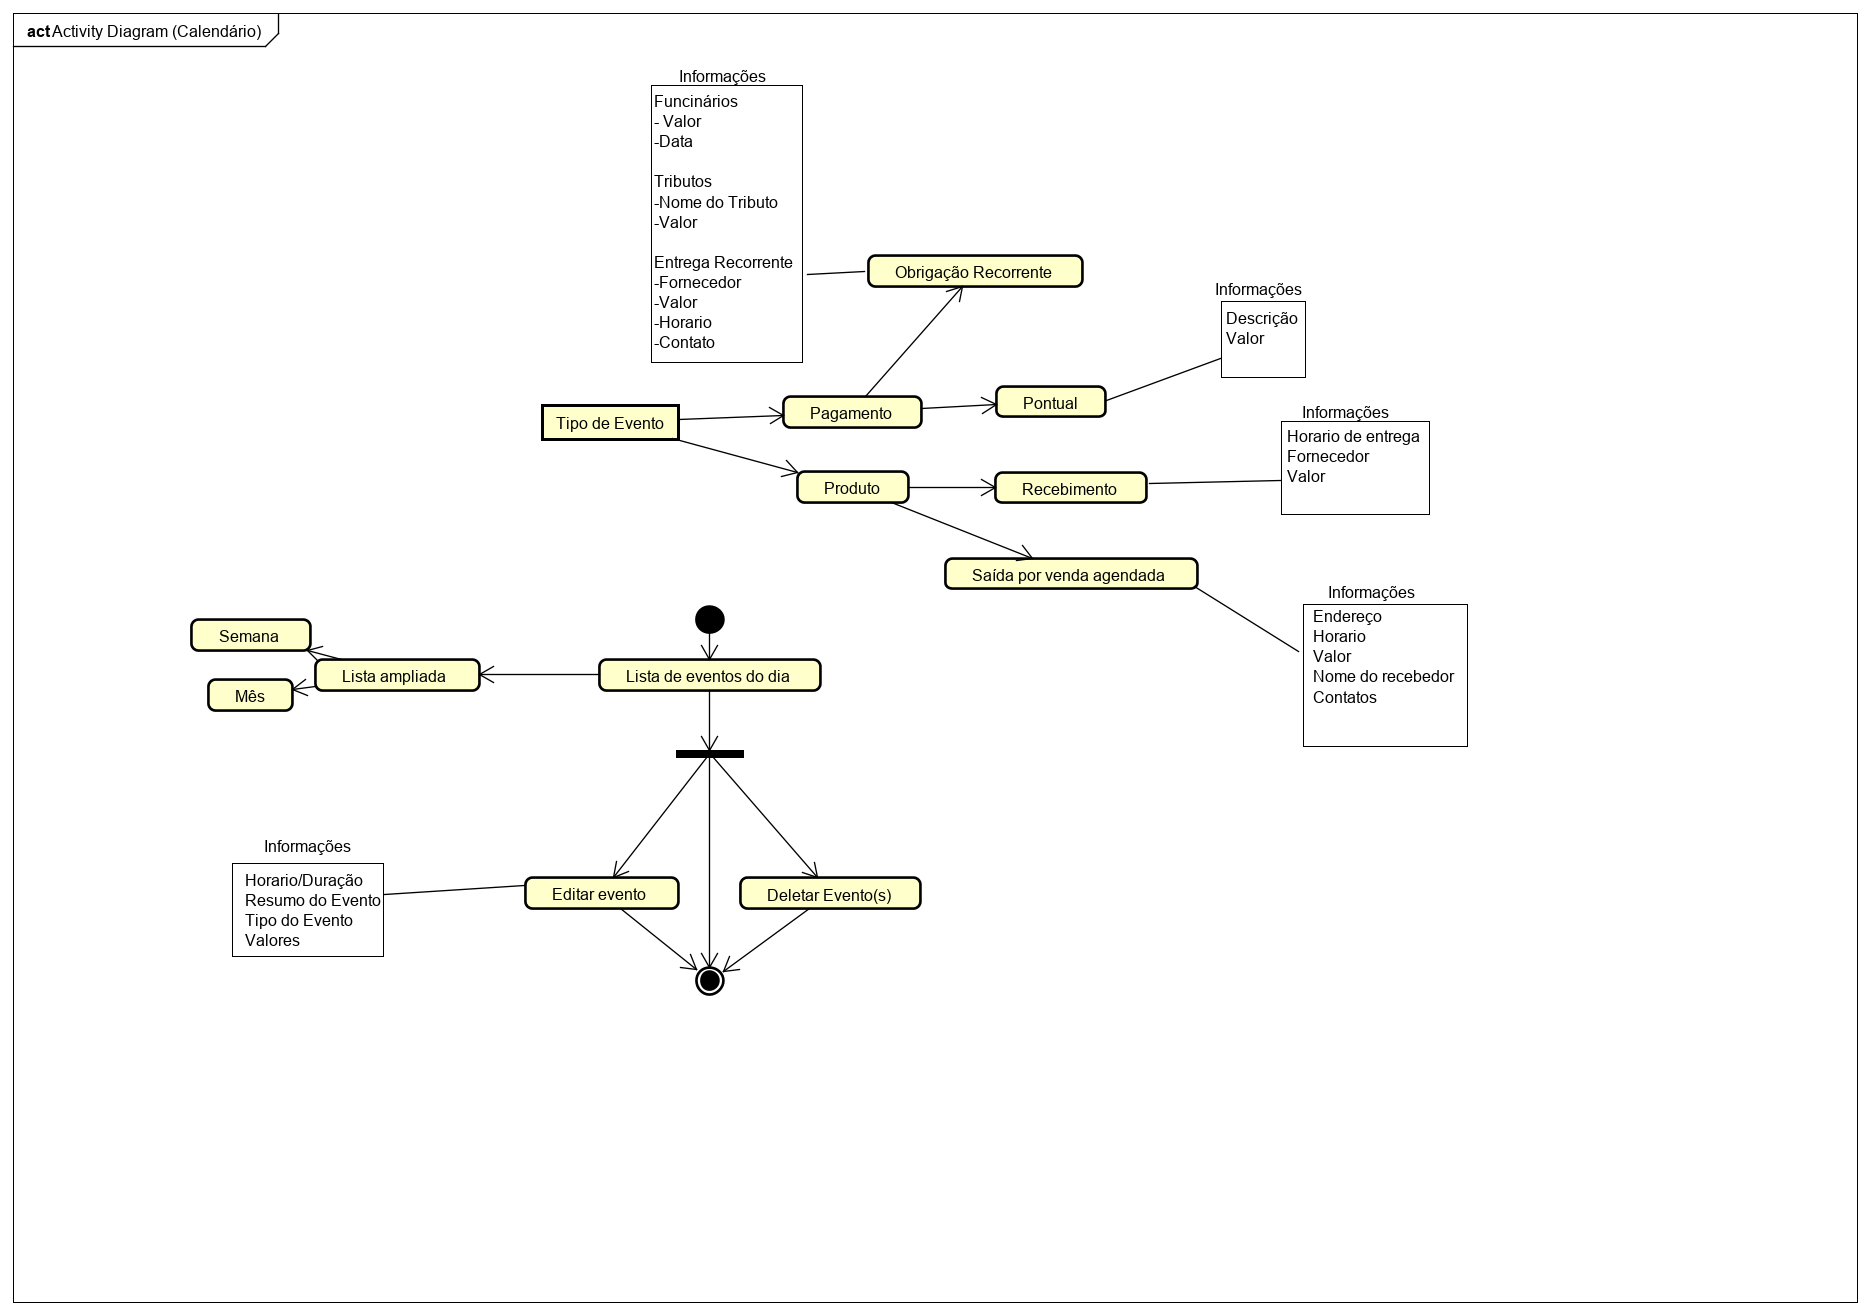 act Activity Diagram (Calendário)
Informações
Funcinários
- Valor
-Data
Tributos
-Nome do Tributo
-Valor
Entrega Recorrente
-Fornecedor
-Valor
-Horario
-Contato
Obrigação Recorrente
Informações
Descrição
Valor
Tipo de Evento
Pagamento
Pontual
Informações
Horario de entrega
Fornecedor
Valor
Produto
Recebimento
Saída por venda agendada
Informações
Endereço
Horario
Valor
Nome do recebedor
Contatos
Semana
Mês
Lista ampliada
Lista de eventos do dia
Informações
Horario/Duração
Resumo do Evento
Tipo do Evento
Valores
Editar evento
Deletar Evento(s)